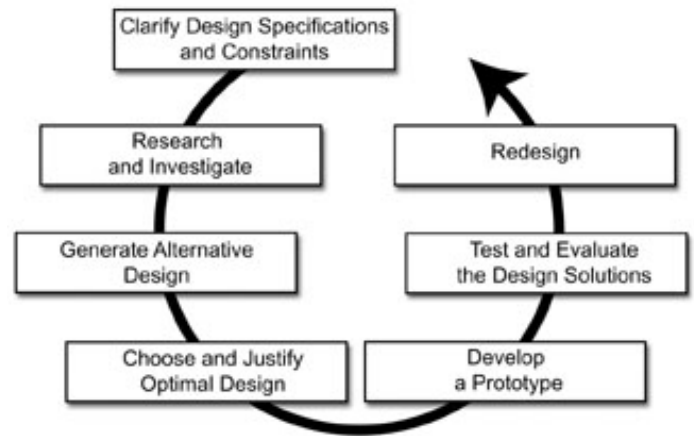 Clarify Design Specifications
and Constraints
Research
and Investigate
Generate Alternative
Design
Choose and Justify
Optimal Design
Develop
a Prototype
Test and Evaluate
the Design Solutions
Redesign